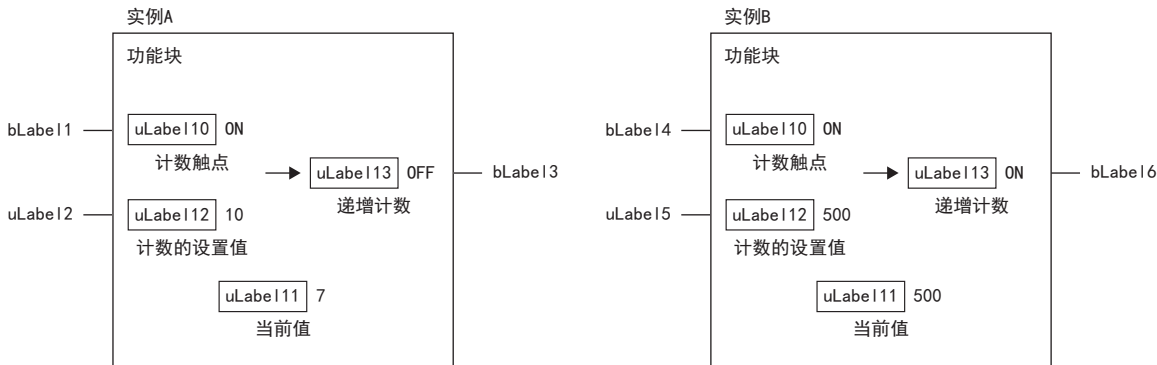 实例A
功能块
bLabel1
uLabel10 ON
计数触点
uLabel13 OFF
bLabel3
递增计数
uLabel2
uLabel12 10
计数的设置值
uLabel11 7
当前值
实例B
功能块
bLabel4
uLabel10 ON
计数触点
uLabel13 ON
bLabel6
递增计数
uLabel5
uLabel12 500
计数的设置值
uLabel11 500
当前值